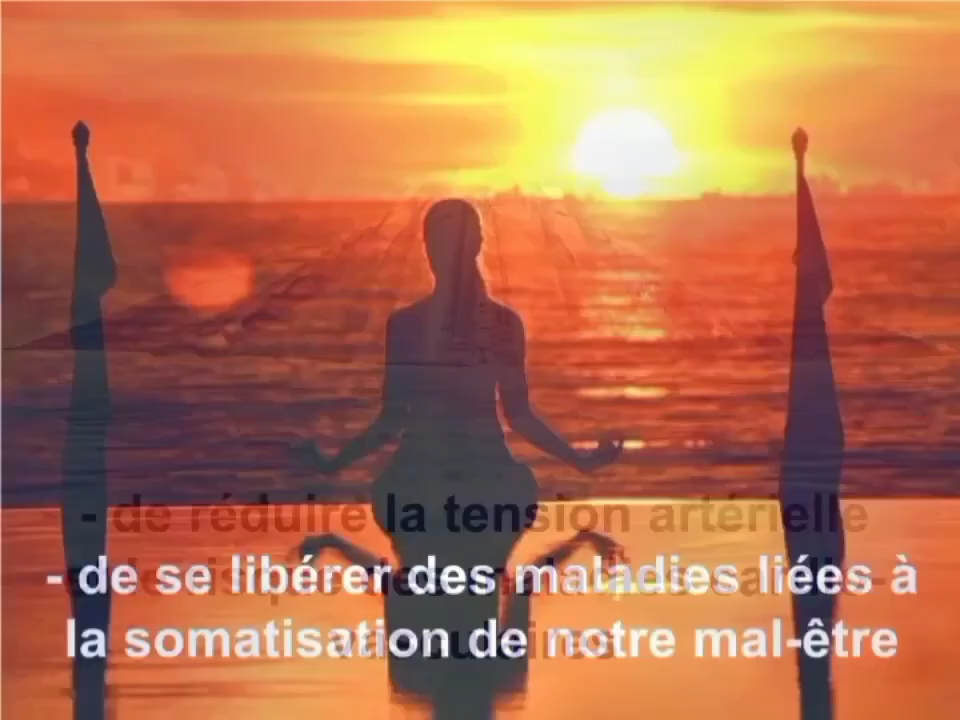 - de réduire la tension artérielle
- de se libérer des maladies liées à
la somatisation de notre mal-être